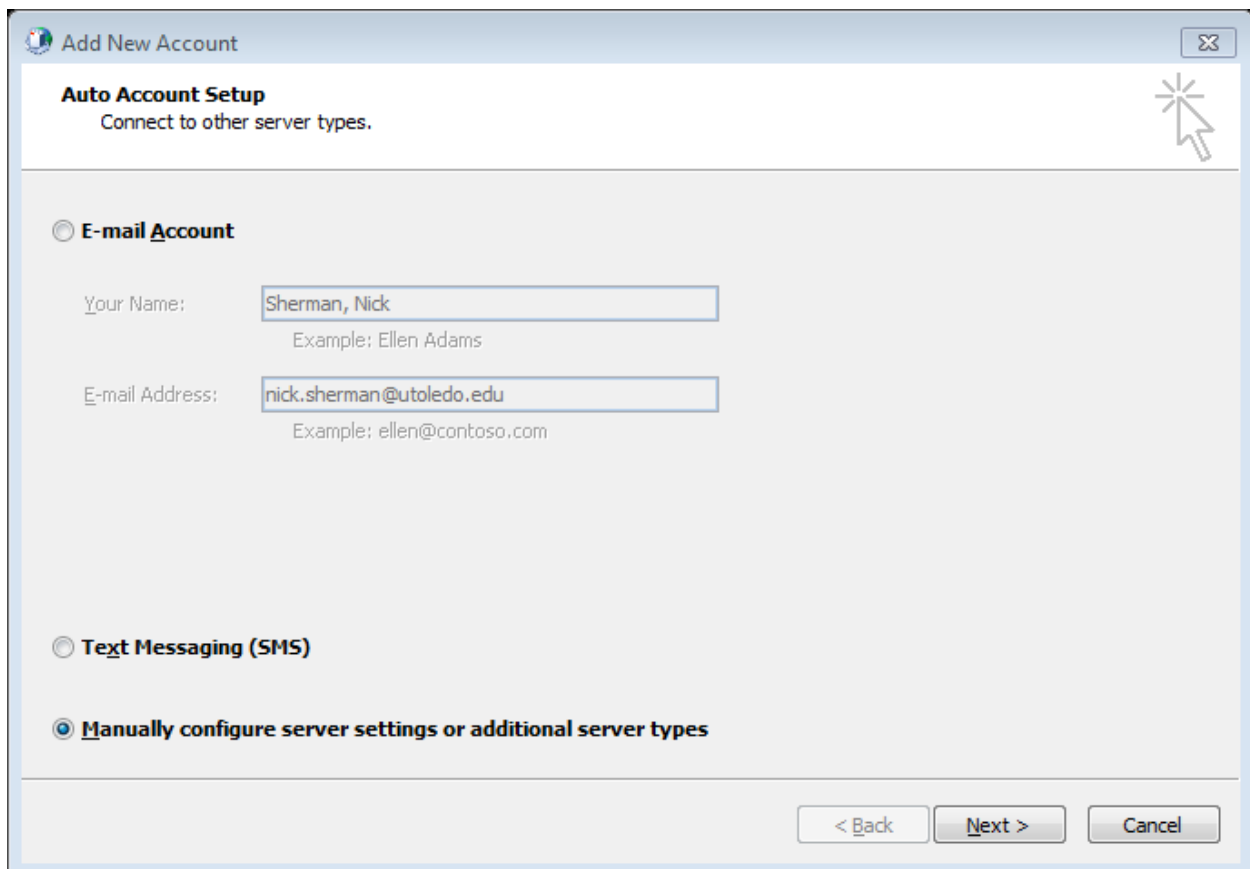 Add New Account
Auto Account Setup
Connect to other server types.
E-mail Account
Your Name:
Sherman, Nick
Example: Ellen Adams
E-mail Address:
nick.sherman@utoledo.edu
Example: ellen@contoso.com
Text Messaging (SMS)
Manually configure server settings or additional server types
< Back
Next >
Cancel